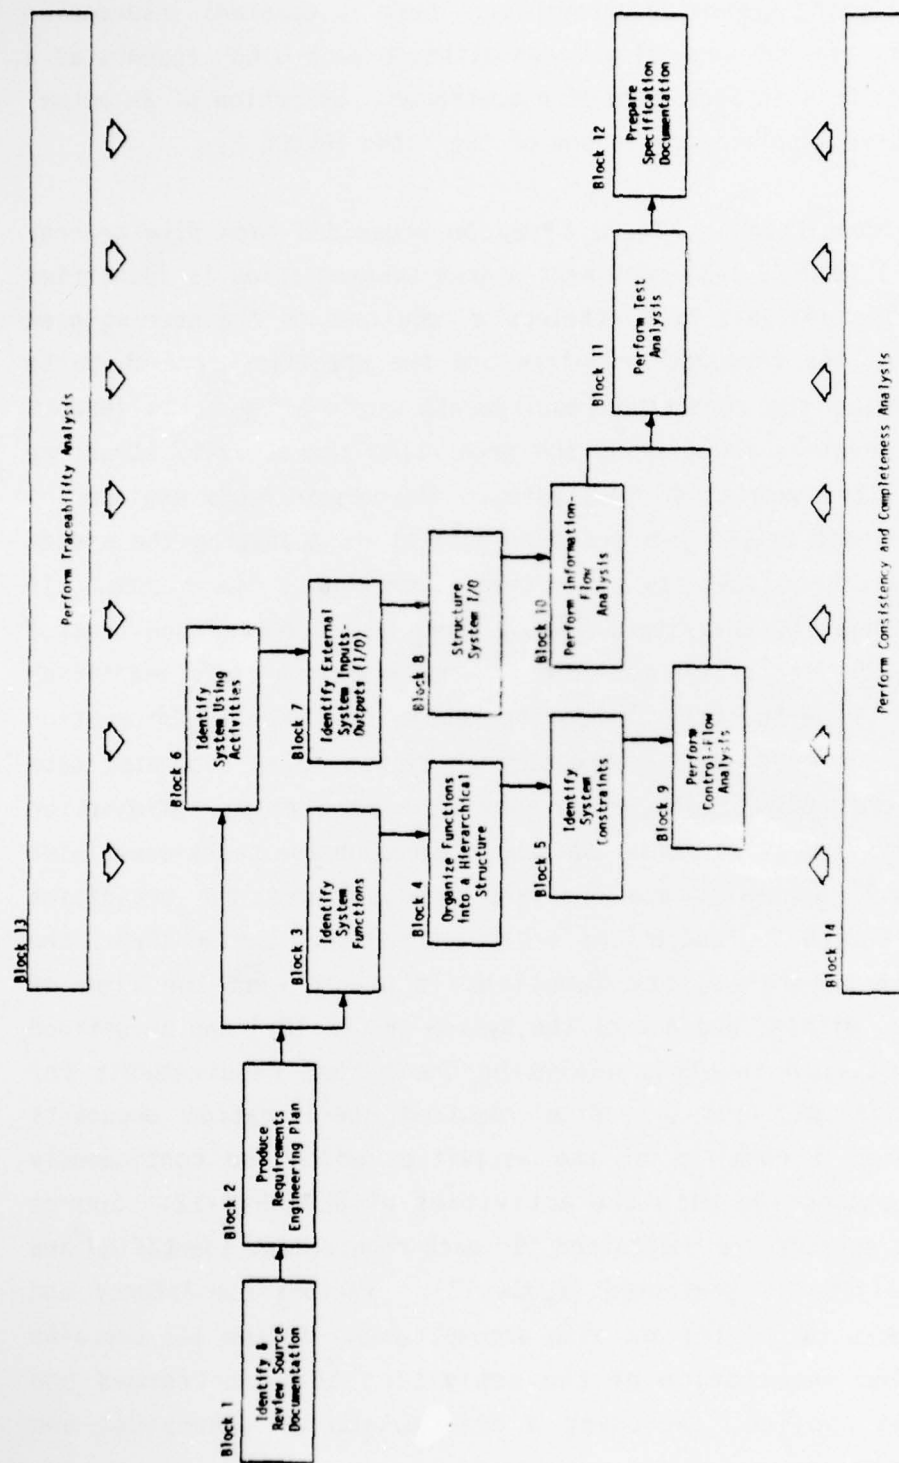 Block 13
Perform Traceability Analysis
Block 1
Identify &
Review Source
Documentation
Block 2
Produce
Requirements
Engineering Plan
Block 3
Identify
System
Functions
Block 4
Organize Functions
into a Hierarchical
Structure
Block 5
Identify
System
Constraints
Block 6
Identify
System Using
Activities
Block 7
Identify External
System Inputs-
Outputs (I/O)
Block 8
Structure
System I/O
Block 9
Perform
Control-Flow
Analysis
Block 10
Perform Information-
Flow
Analysis
Block 11
Perform Test
Analysis
Block 12
Prepare
Specification
Documentation
Block 14
Perform Consistency and Completeness Analysis